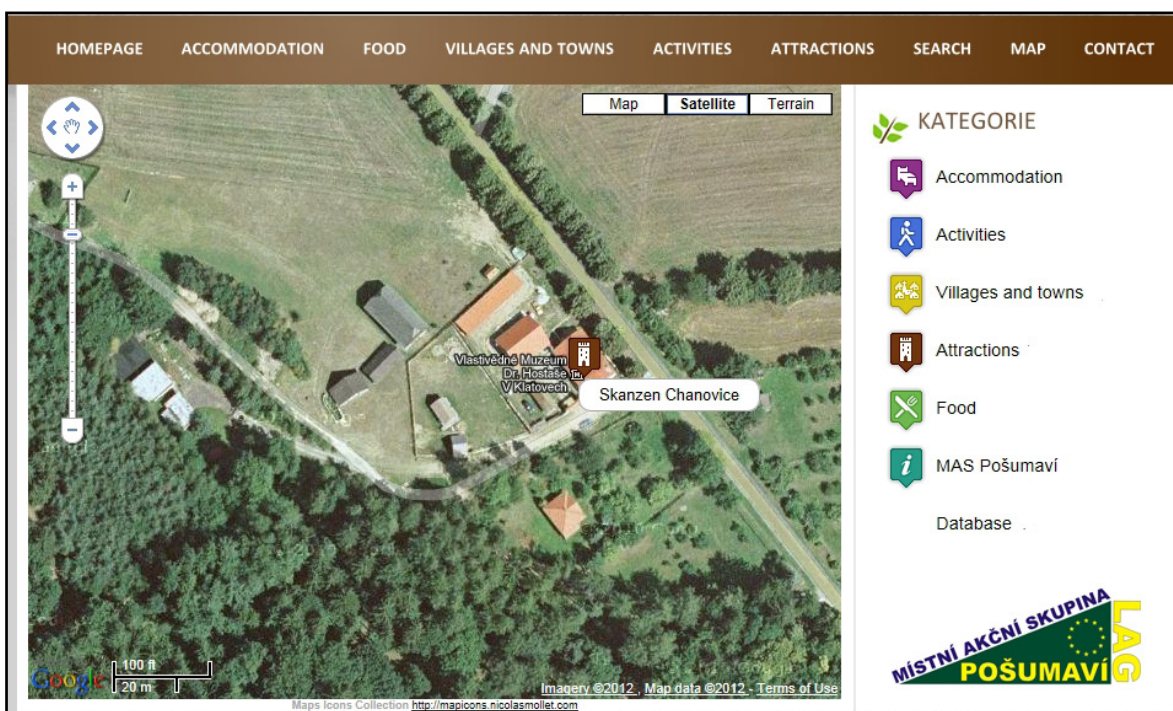 HOMEPAGE ACCOMMODATION FOOD VILLAGES AND TOWNS ACTIVITIES ATTRACTIONS SEARCH MAP CONTACT
Map Satellite Terrain
Vlastivědné Muzeum
Dr. Hostaše
V Klatovech
Skanzen Chanovice
100 ft
20 m
Google
Imagery ©2012 , Map data ©2012 - Terms of Use
Maps Icons Collection http://mapicons.nicolasmollet.com
KATEGORIE
Accommodation
Activities
Villages and towns
Attractions
Food
MAS Pošumaví
Database
MÍSTNÍ AKČNÍ SKUPINA
POŠUMAVÍ
LAG